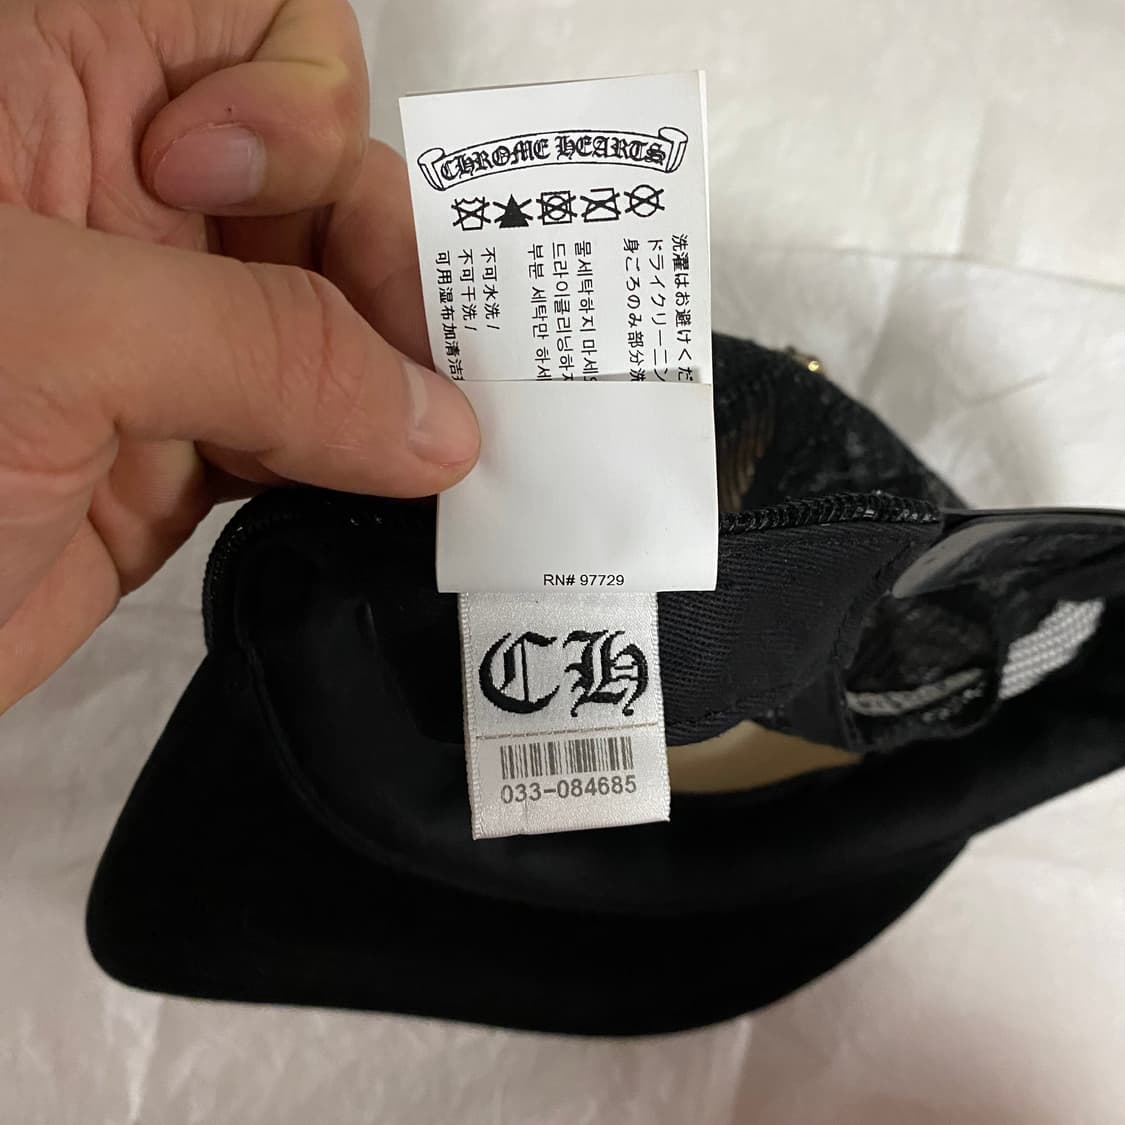 CHROME HEARTS
洗濯はお避けくだ
ドライクリーニン
身ごろのみ部分洗
물세탁하지 마세
드라이클리닝하지
부분 세탁만 하세
不可水洗/
不可干洗/
可用湿布加清洁
RN# 97729
CH
033-084685